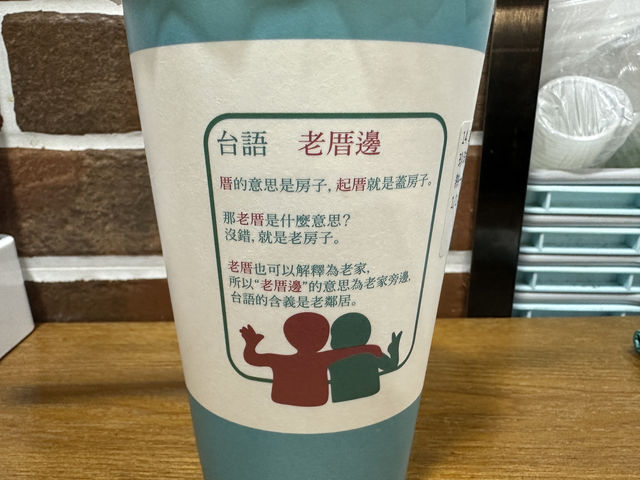 台語 老厝邊
厝的意思是房子, 起厝就是蓋房子。
那老厝是什麼意思?
沒錯, 就是老房子。
老厝也可以解釋為老家,
所以“老厝邊”的意思為老家旁邊,
台語的含義是老鄰居。